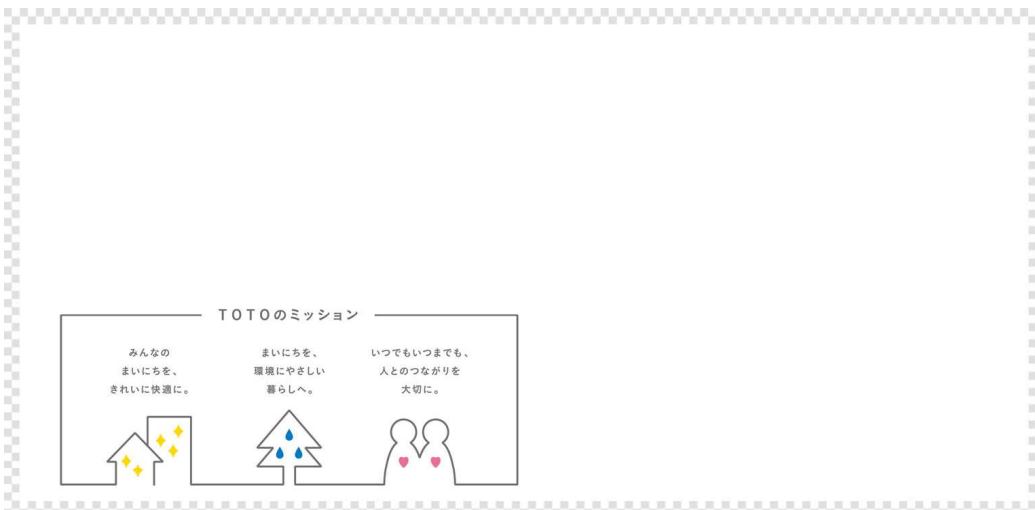 TOTOのミッション
みんなの
まいにちを、
きれいに快適に。
まいにちを、
環境にやさしい
暮らしへ。
いつでもいつまでも、
人とのつながりを
大切に。